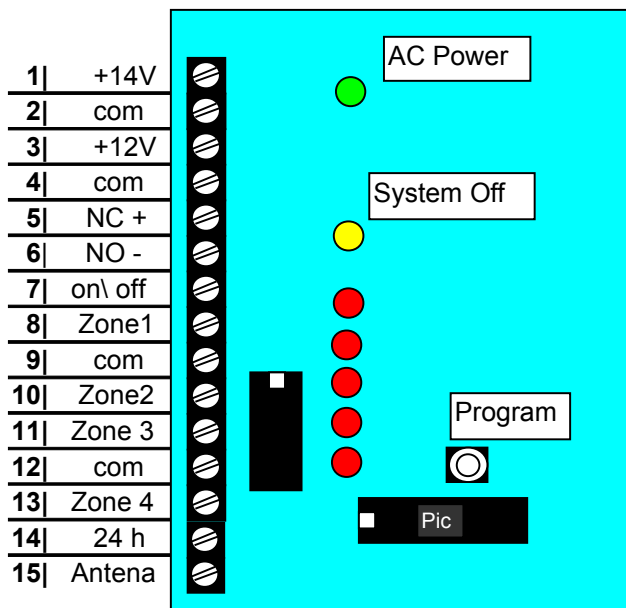 AC Power
1| +14V
2| com
3| +12V
4| com
System Off
5| NC +
6| NO -
7| on\ off
8| Zone1
9| com
10| Zone2
11| Zone 3
Program
12| com
13| Zone 4
Pic
14| 24 h
15| Antena